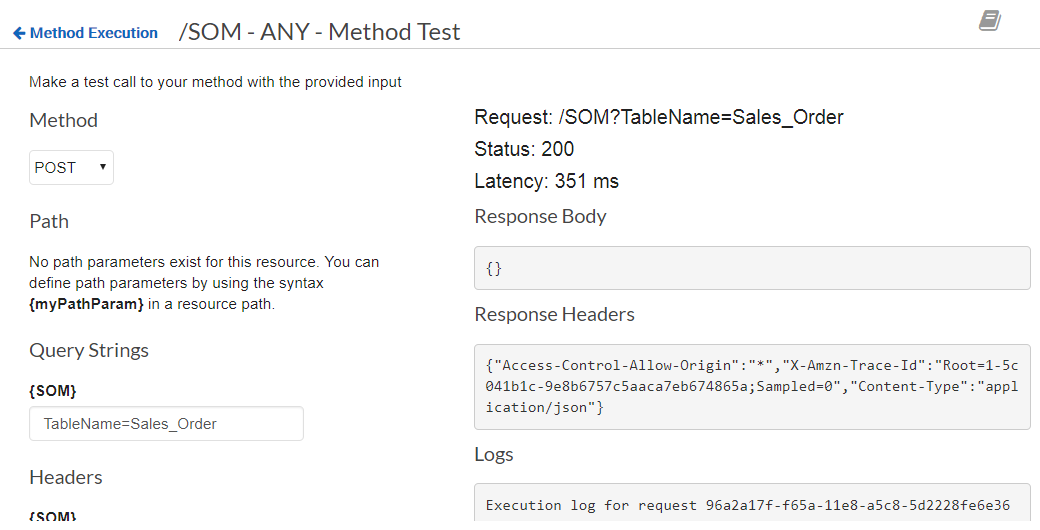 Method Execution /SOM - ANY - Method Test
Make a test call to your method with the provided input
Method
POST
Path
No path parameters exist for this resource. You can
define path parameters by using the syntax
{myPathParam} in a resource path.
Query Strings
{SOM}
TableName=Sales_Order
Headers
{SOM}
Request: /SOM?TableName=Sales_Order
Status: 200
Latency: 351 ms
Response Body
{}
Response Headers
{"Access-Control-Allow-Origin":"*","X-Amzn-Trace-Id":"Root=1-5c
041b1c-9e8b6757c5aaca7eb674865a;Sampled=0","Content-Type":"appl
ication/json"}
Logs
Execution log for request 96a2a17f-f65a-11e8-a5c8-5d2228fe6e36